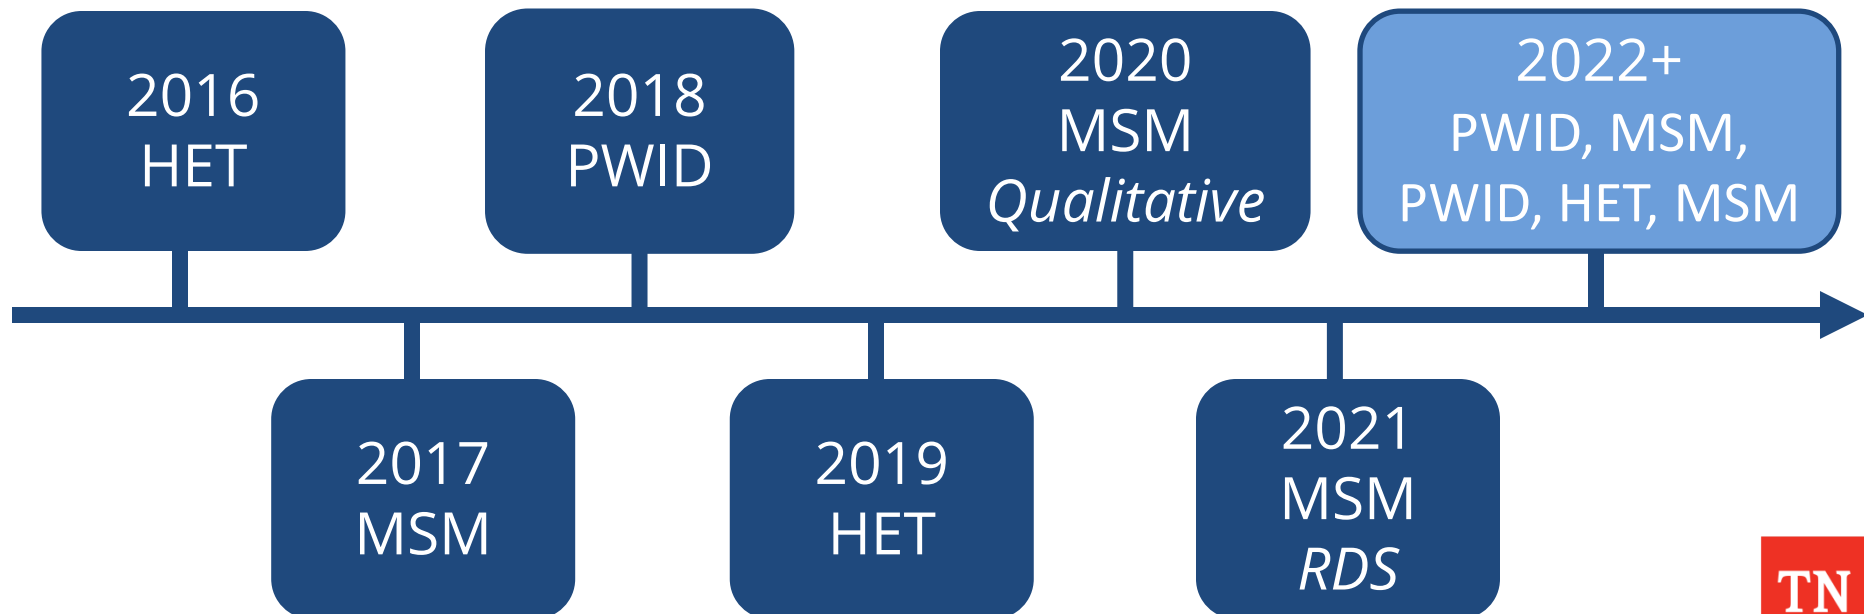 2016
HET
2018
PWID
2020
MSM
Qualitative
2022+
PWID, MSM,
PWID, HET, MSM
2017
MSM
2019
HET
2021
MSM
RDS
TN